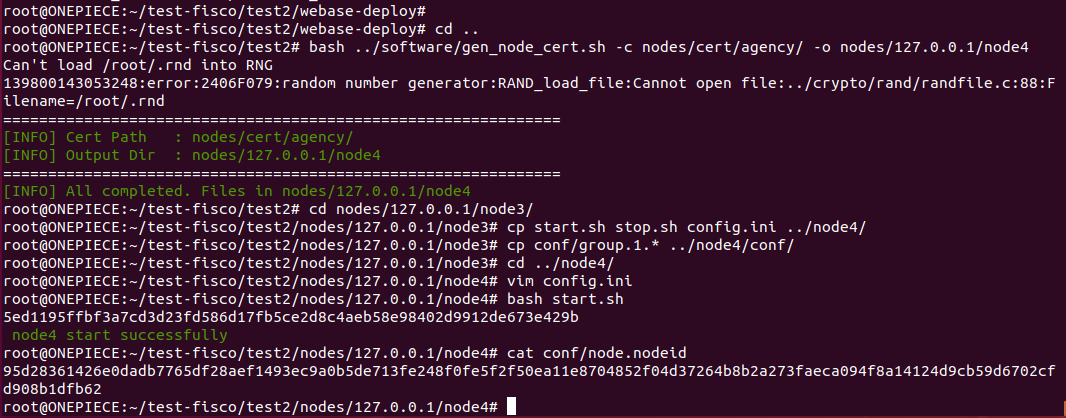 root@ONEPIECE:~/test-fisco/test2/webase-deploy#
root@ONEPIECE:~/test-fisco/test2/webase-deploy# cd ..
root@ONEPIECE:~/test-fisco/test2# bash ../software/gen_node_cert.sh -c nodes/cert/agency/ -o nodes/127.0.0.1/node4
Can't load /root/.rnd into RNG
139800143053248:error:2406F079:random number generator:RAND_load_file:Cannot open file:../crypto/rand/randfile.c:88:F
ilename=/root/.rnd
==============================================================
[INFO] Cert Path   : nodes/cert/agency/
[INFO] Output Dir  : nodes/127.0.0.1/node4
==============================================================
[INFO] All completed. Files in nodes/127.0.0.1/node4
root@ONEPIECE:~/test-fisco/test2# cd nodes/127.0.0.1/node3/
root@ONEPIECE:~/test-fisco/test2/nodes/127.0.0.1/node3# cp start.sh stop.sh config.ini ../node4/
root@ONEPIECE:~/test-fisco/test2/nodes/127.0.0.1/node3# cp conf/group.1.* ../node4/conf/
root@ONEPIECE:~/test-fisco/test2/nodes/127.0.0.1/node3# cd ../node4/
root@ONEPIECE:~/test-fisco/test2/nodes/127.0.0.1/node4# vim config.ini
root@ONEPIECE:~/test-fisco/test2/nodes/127.0.0.1/node4# bash start.sh
5ed1195ffbf3a7cd3d23fd586d17fb5ce2d8c4aeb58e98402d9912de673e429b
 node4 start successfully
root@ONEPIECE:~/test-fisco/test2/nodes/127.0.0.1/node4# cat conf/node.nodeid
95d28361426e0dadb7765df28aef1493ec9a0b5de713fe248f0fe5f2f50ea11e8704852f04d37264b8b2a273faeca094f8a14124d9cb59d6702cf
d908b1dfb62
root@ONEPIECE:~/test-fisco/test2/nodes/127.0.0.1/node4#